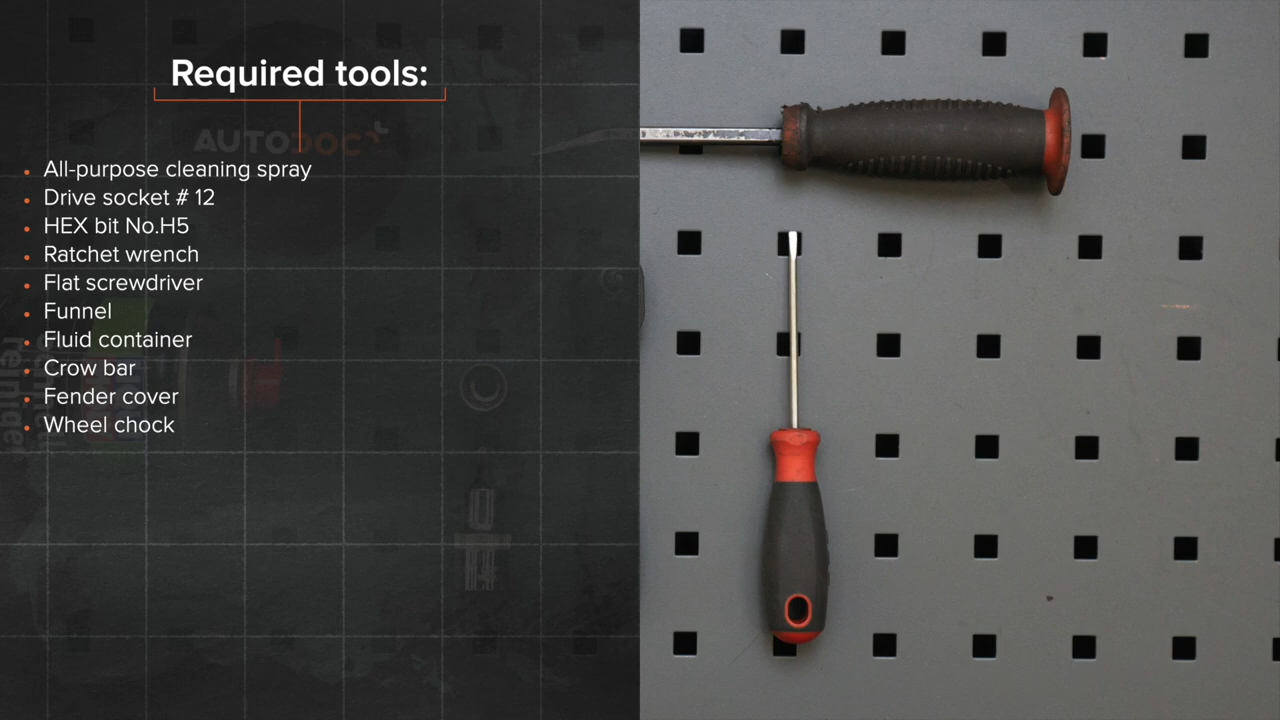 Required tools:
AUTODOC
All-purpose cleaning spray
Drive socket # 12
HEX bit No.H5
Ratchet wrench
Flat screwdriver
Funnel
Fluid container
Crow bar
Fender cover
Wheel chock